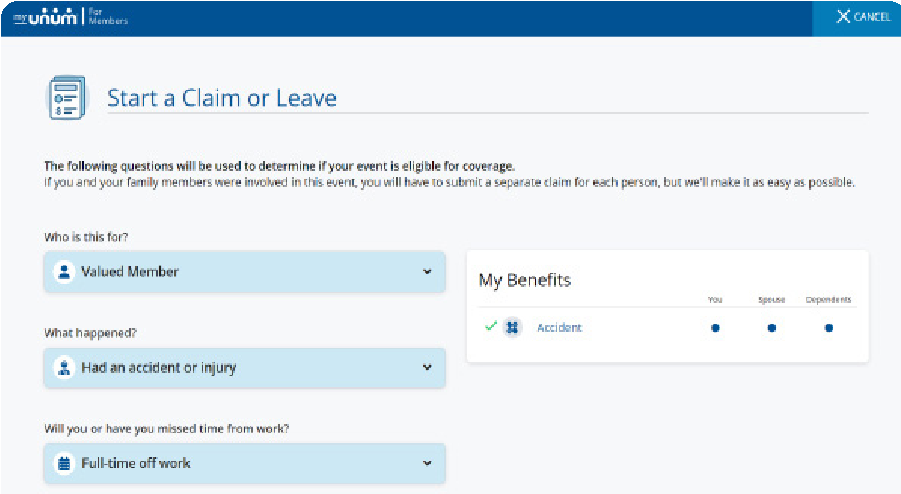 my unum For Members
CANCEL
Start a Claim or Leave
The following questions will be used to determine if your event is eligible for coverage.
If you and your family members were involved in this event, you will have to submit a separate claim for each person, but we'll make it as easy as possible.
Who is this for?
Valued Member
My Benefits
You Spouse Dependents
Accident
What happened?
Had an accident or injury
Will you or have you missed time from work?
Full-time off work